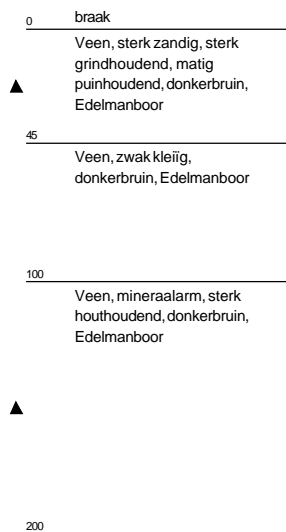 0 braak
Veen, sterk zandig, sterk
grindhoudend, matig
puinhoudend, donkerbruin,
Edelmanboor
45
Veen, zwak kleiïg,
donkerbruin, Edelmanboor
100
Veen, mineraalarm, sterk
houthoudend, donkerbruin,
Edelmanboor
200